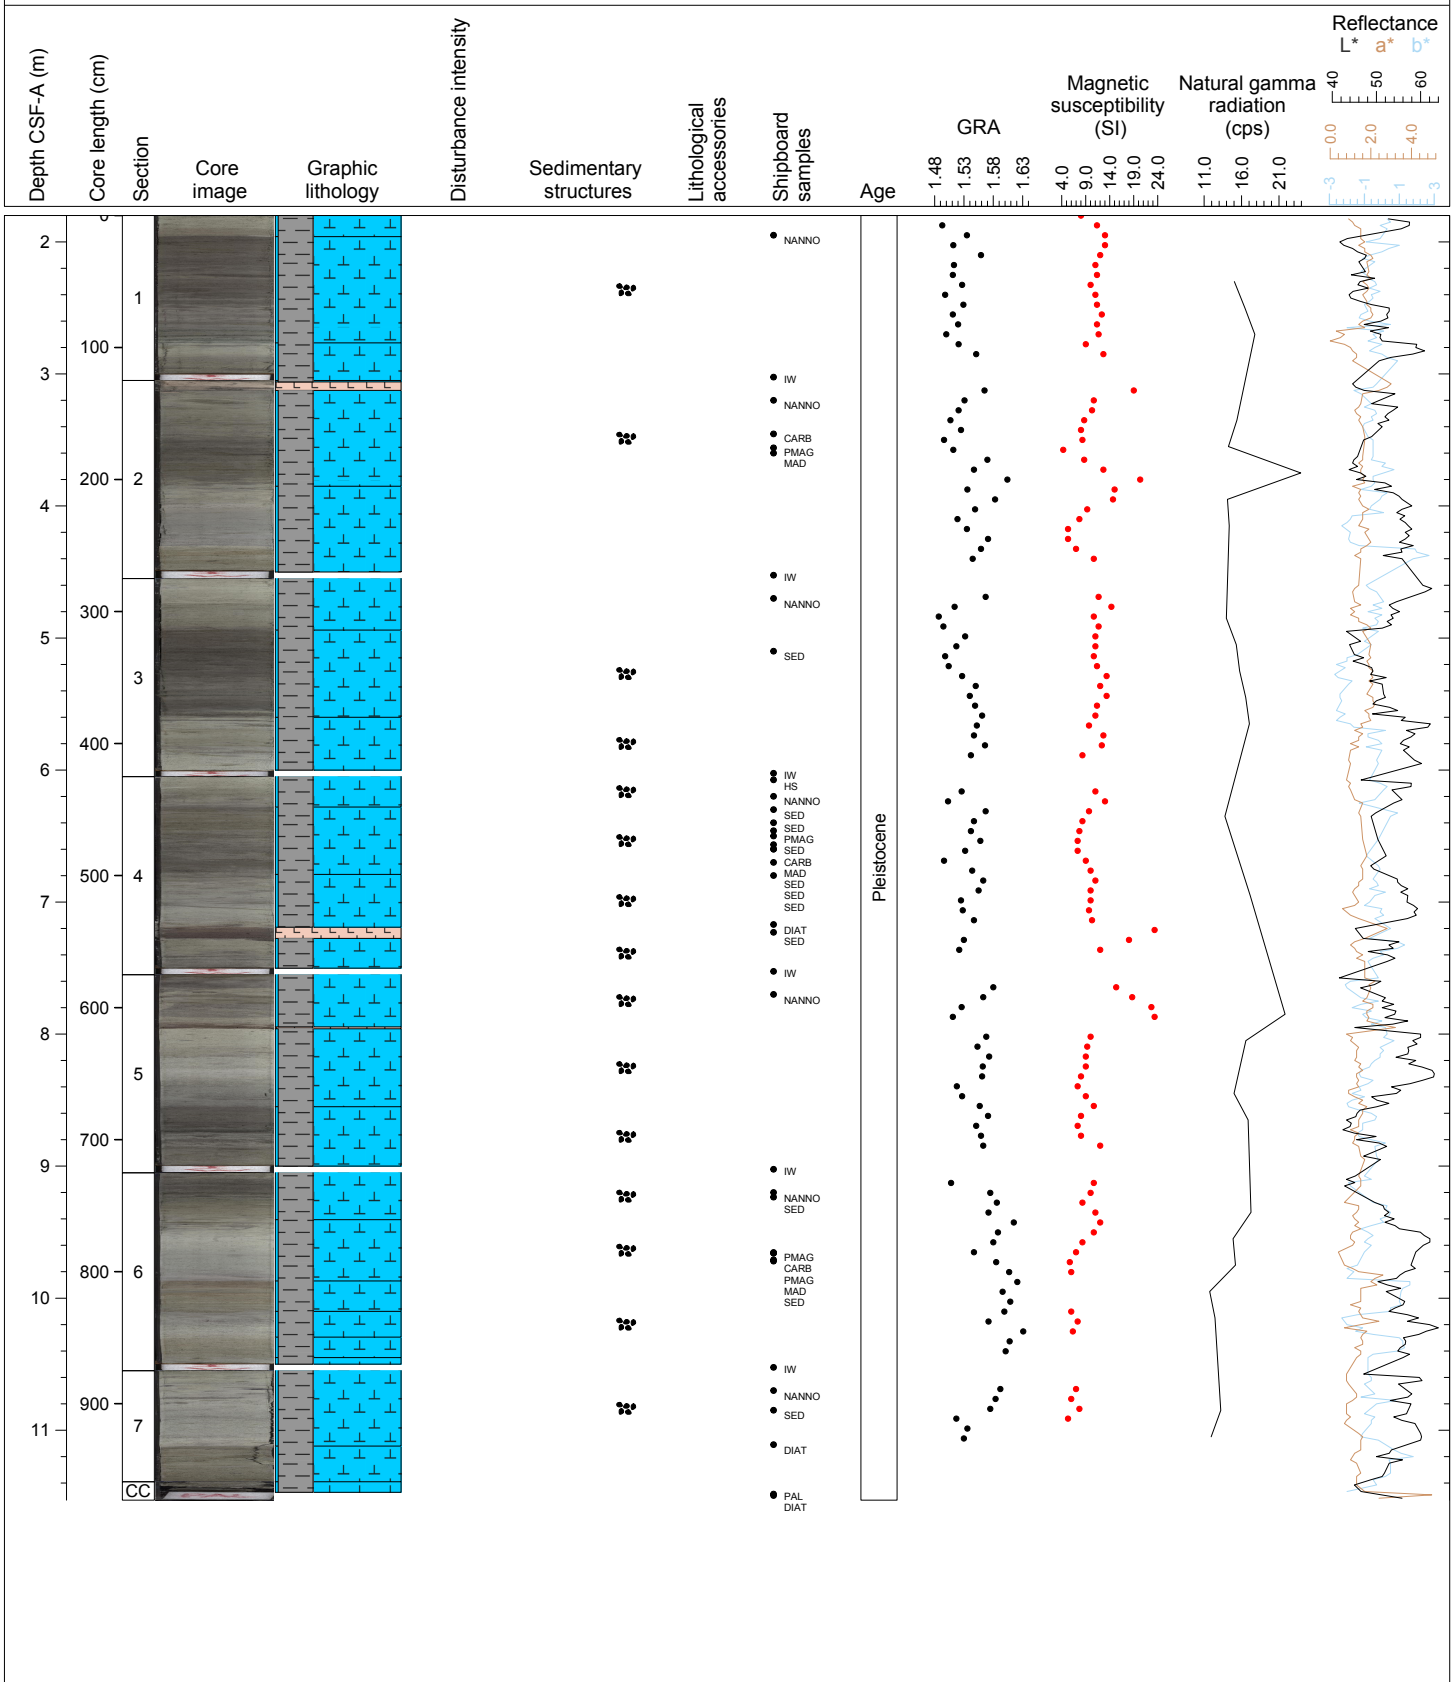 Depth CSF-A (m)
Core length (cm)
Section
Core
image
Graphic
lithology
Disturbance intensity
Sedimentary
structures
Lithological
accessories
Shipboard
samples
Age
GRA
1.48
1.53
1.58
1.63
Magnetic
susceptibility
(SI)
4.0
9.0
14.0
19.0
24.0
Natural gamma
radiation
(cps)
11.0
16.0
21.0
Reflectance
L* a* b*
40
50
60
0.0
2.0
4.0
-3
-1
1
3
2
3
4
5
6
7
8
9
10
11
0
100
200
300
400
500
600
700
800
900
1
2
3
4
5
6
7
CC
NANNO
IW
NANNO
CARB
PMAG
MAD
IW
NANNO
SED
IW
HS
NANNO
SED
SED
PMAG
SED
CARB
MAD
SED
SED
SED
DIAT
SED
IW
NANNO
IW
NANNO
SED
PMAG
CARB
PMAG
MAD
SED
IW
NANNO
SED
DIAT
PAL
DIAT
Pleistocene